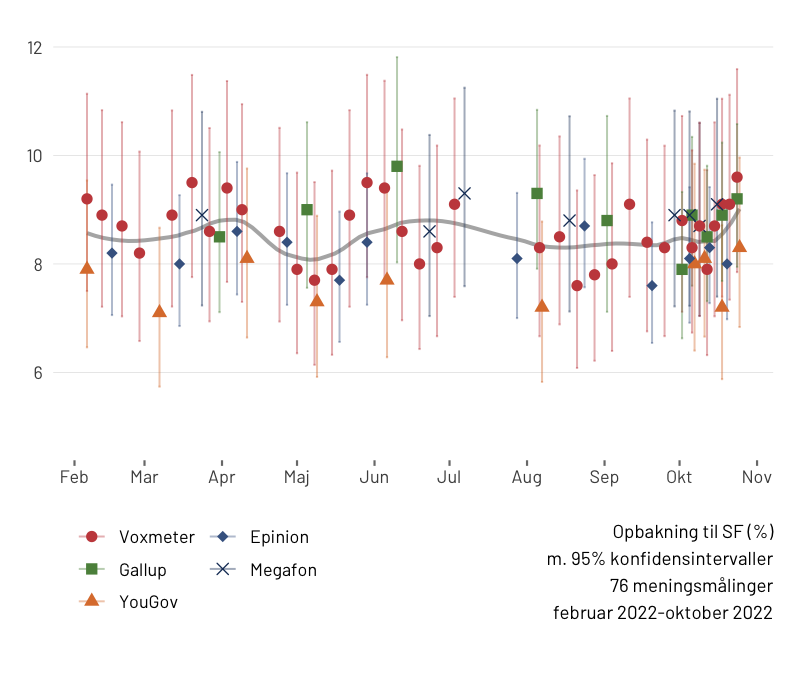 12
10
8
6
Feb Mar Apr Maj Jun Jul Aug Sep Okt Nov
Voxmeter Epinion
Gallup Megafon
YouGov
Opbakning til SF (%)
m. 95% konfidensintervaller
76 meningsmålinger
februar 2022-oktober 2022